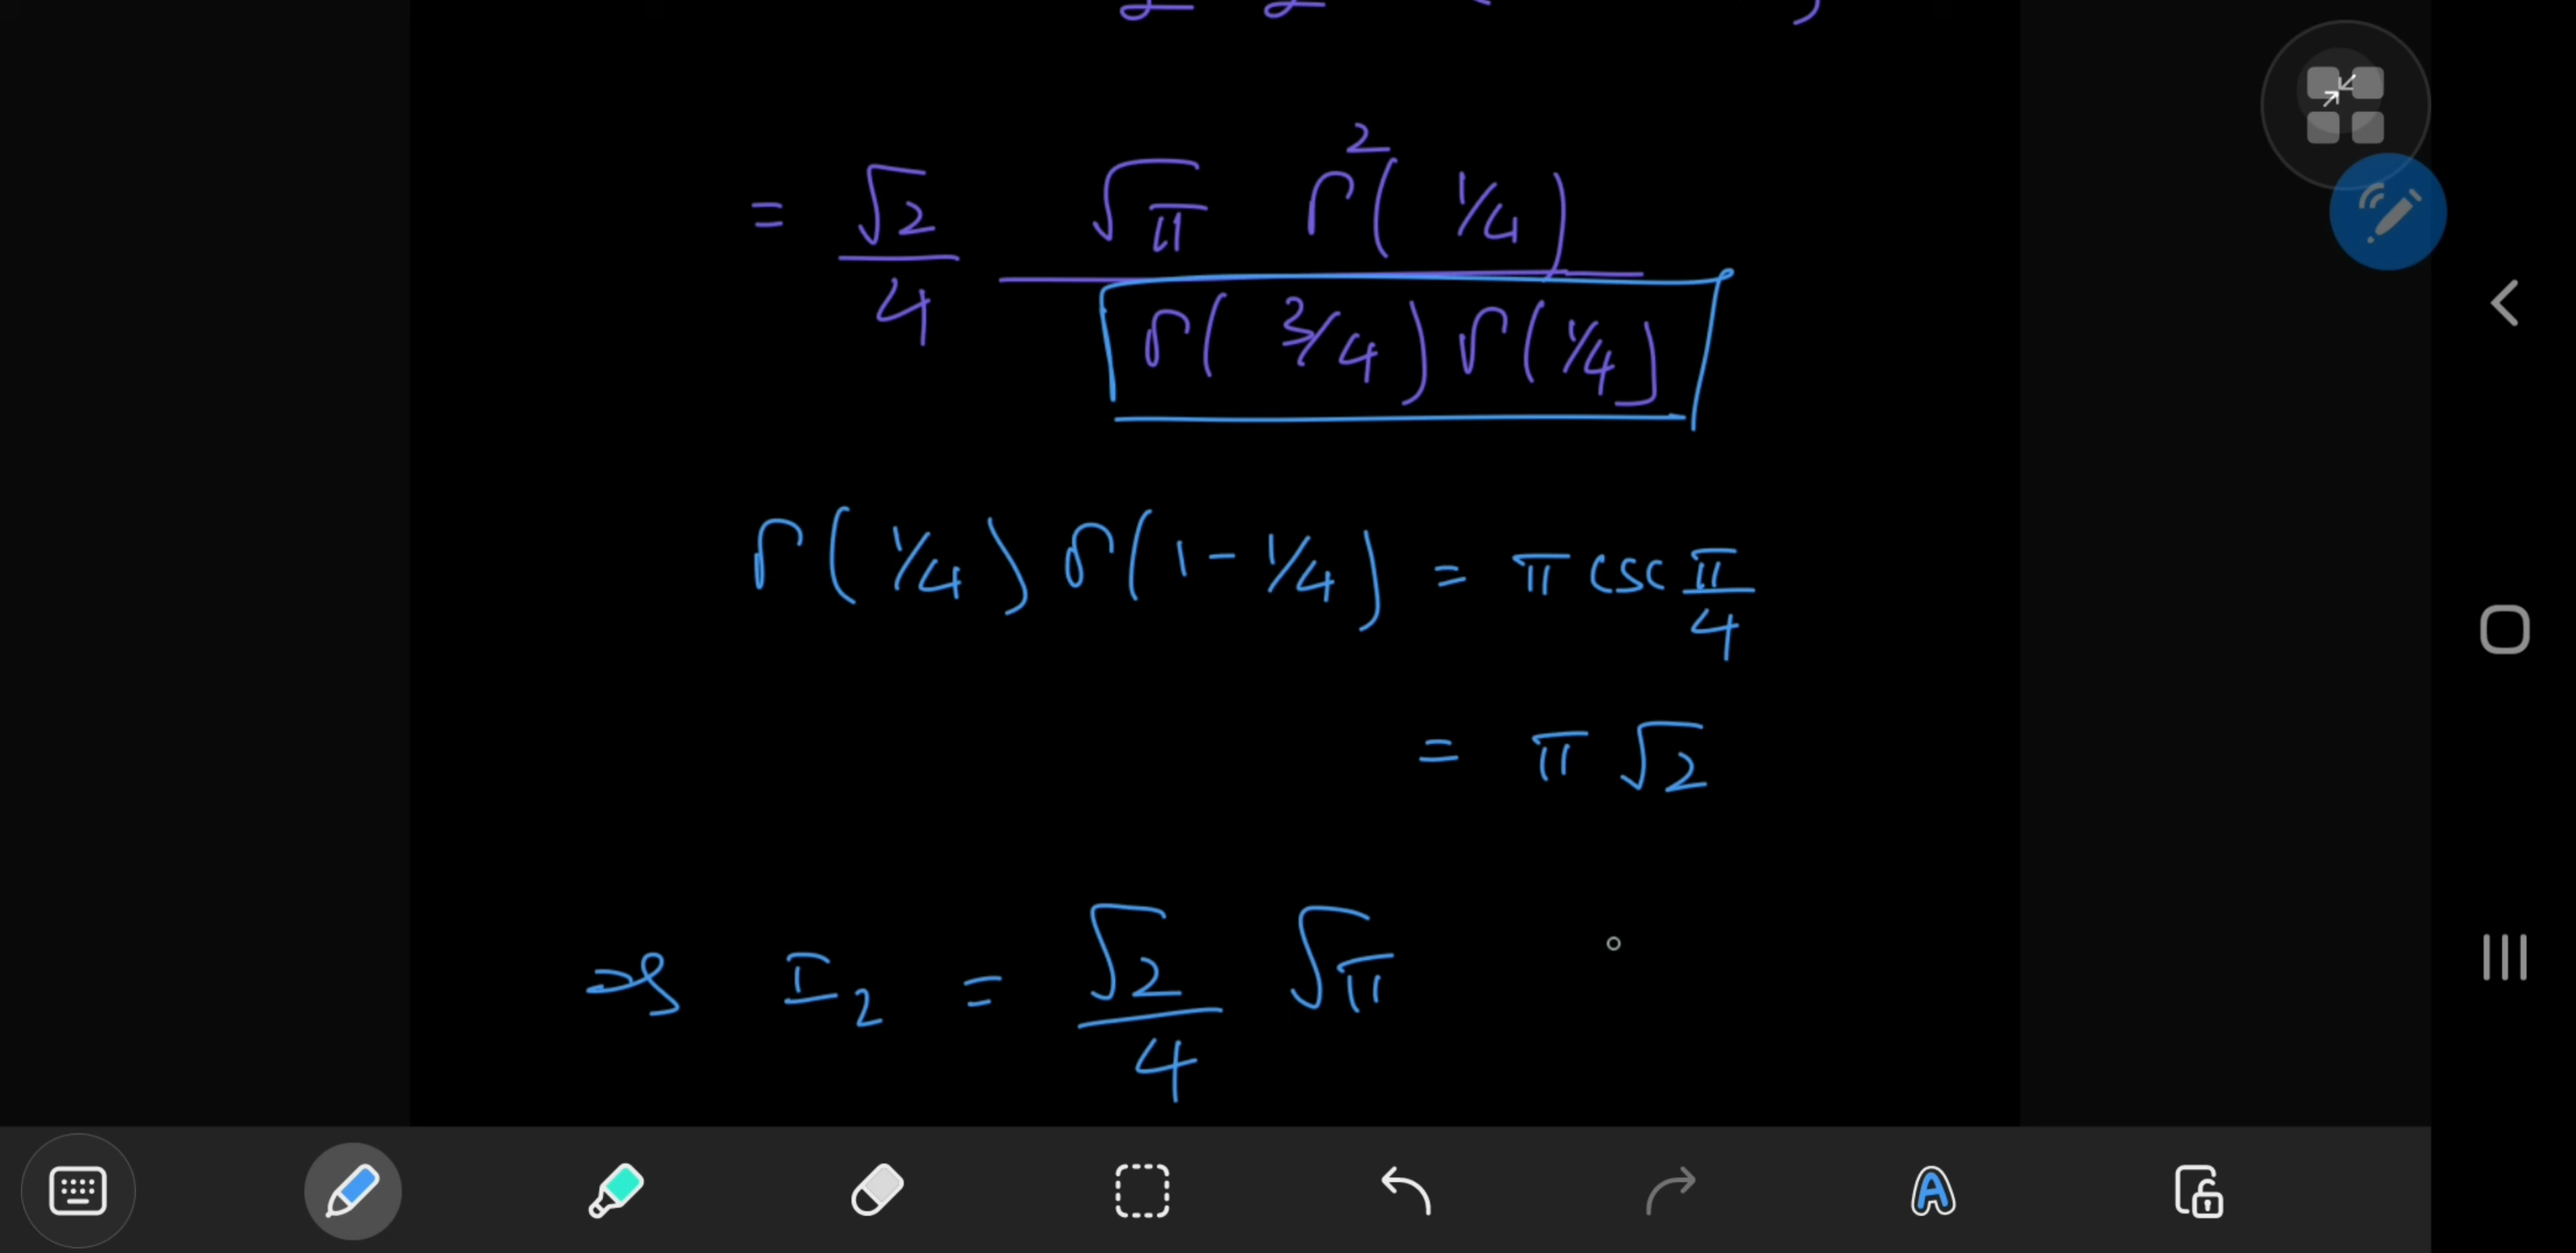 = √2/4 √π Γ²(1/4) / Γ(3/4) Γ(1/4)
Γ(1/4) Γ(1 - 1/4) = π csc π/4
= π √2
⇒ I₂ = √2/4 √π
A